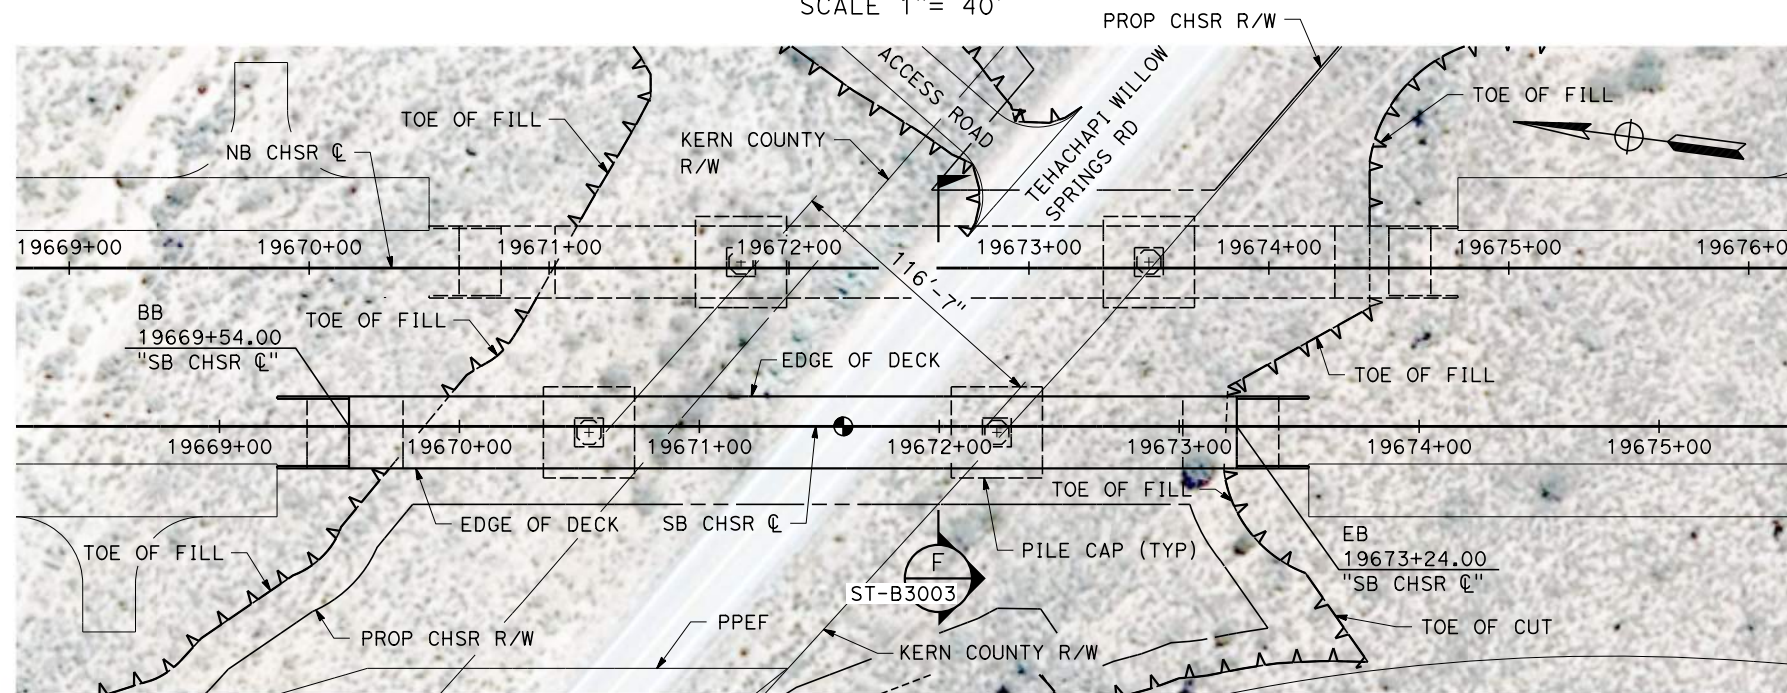 SCALE 1"= 40'
PROP CHSR R/W
ACCESS ROAD
TEHACHAPI WILLOW
SPRINGS RD
TOE OF FILL
TOE OF FILL
KERN COUNTY
R/W
NB CHSR ℄
19669+00
19670+00
19671+00
19672+00
19673+00
19674+00
19675+00
19676+0
116'-7"
BB
19669+54.00
"SB CHSR ℄"
TOE OF FILL
EDGE OF DECK
TOE OF FILL
19669+00
19670+00
19671+00
19672+00
19673+00
19674+00
19675+00
TOE OF FILL
EDGE OF DECK
SB CHSR ℄
TOE OF FILL
PILE CAP (TYP)
EB
19673+24.00
"SB CHSR ℄"
F
ST-B3003
PROP CHSR R/W
PPEF
KERN COUNTY R/W
TOE OF CUT